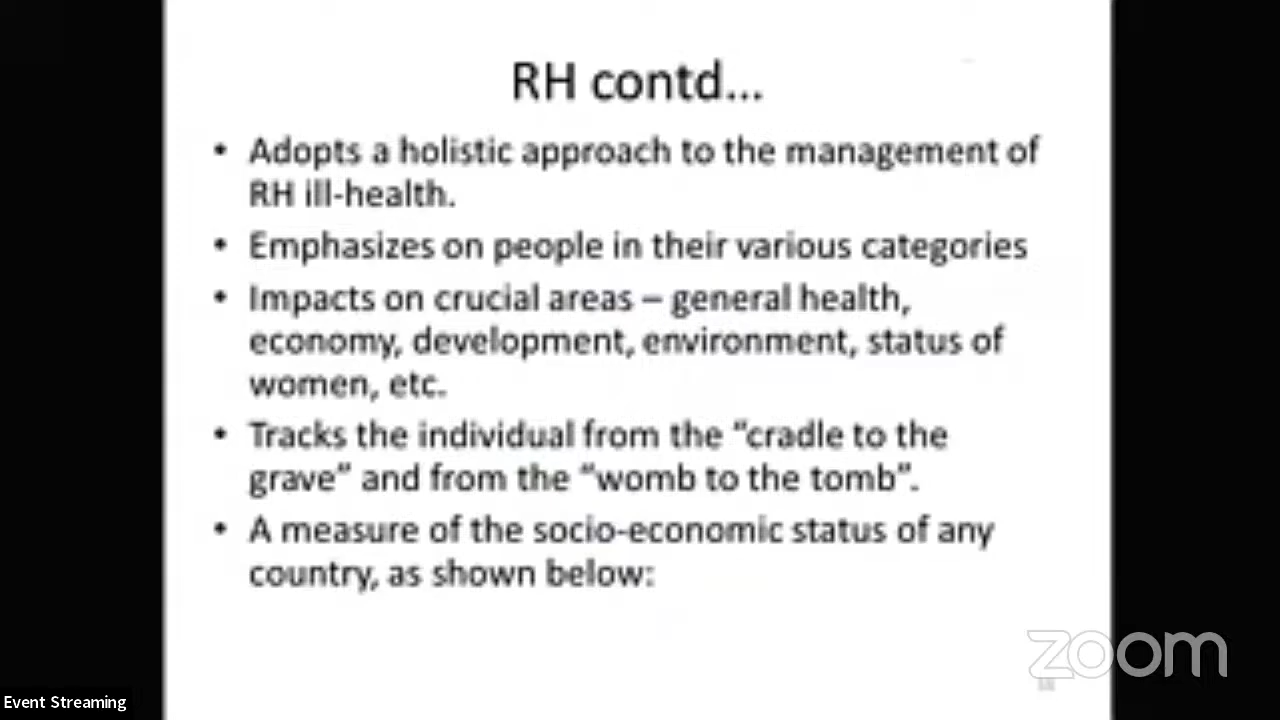 RH contd...
• Adopts a holistic approach to the management of
RH ill-health.
• Emphasizes on people in their various categories
• Impacts on crucial areas – general health,
economy, development, environment, status of
women, etc.
• Tracks the individual from the “cradle to the
grave” and from the “womb to the tomb”.
• A measure of the socio-economic status of any
country, as shown below:
zoom
Event Streaming